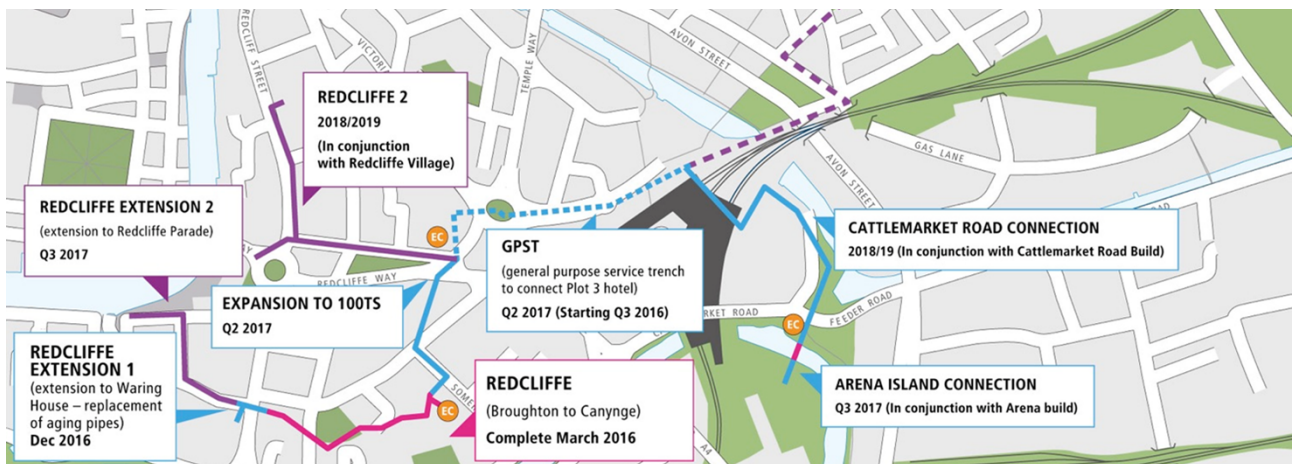 REDCLIFF STREET
TEMPLE WAY
AVON STREET
REDCLIFFE 2
2018/2019
(In conjunction
with Redcliffe Village)
GAS LANE
AVON STREET
REDCLIFFE EXTENSION 2
(extension to Redcliffe Parade)
Q3 2017
EC
CATTLEMARKET ROAD CONNECTION
2018/19 (In conjunction with Cattlemarket Road Build)
GPST
(general purpose service trench
to connect Plot 3 hotel)
Q2 2017 (Starting Q3 2016)
REDCLIFFE WAY
EXPANSION TO 100TS
Q2 2017
FEEDER ROAD
ROAD
EC
REDCLIFFE
EXTENSION 1
(extension to Waring
House – replacement
of aging pipes)
Dec 2016
REDCLIFFE
(Broughton to Canynge)
Complete March 2016
EC
ARENA ISLAND CONNECTION
Q3 2017 (In conjunction with Arena build)
A4